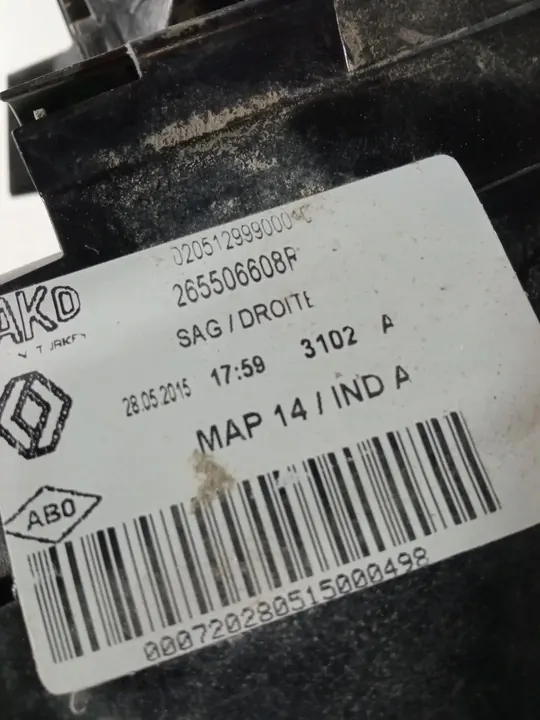 020512999000
265506608R
AKO
SAG / DROITE
28.05.2015 17:59 3102 A
MAP 14 / IND A
ABO
000720280515000498